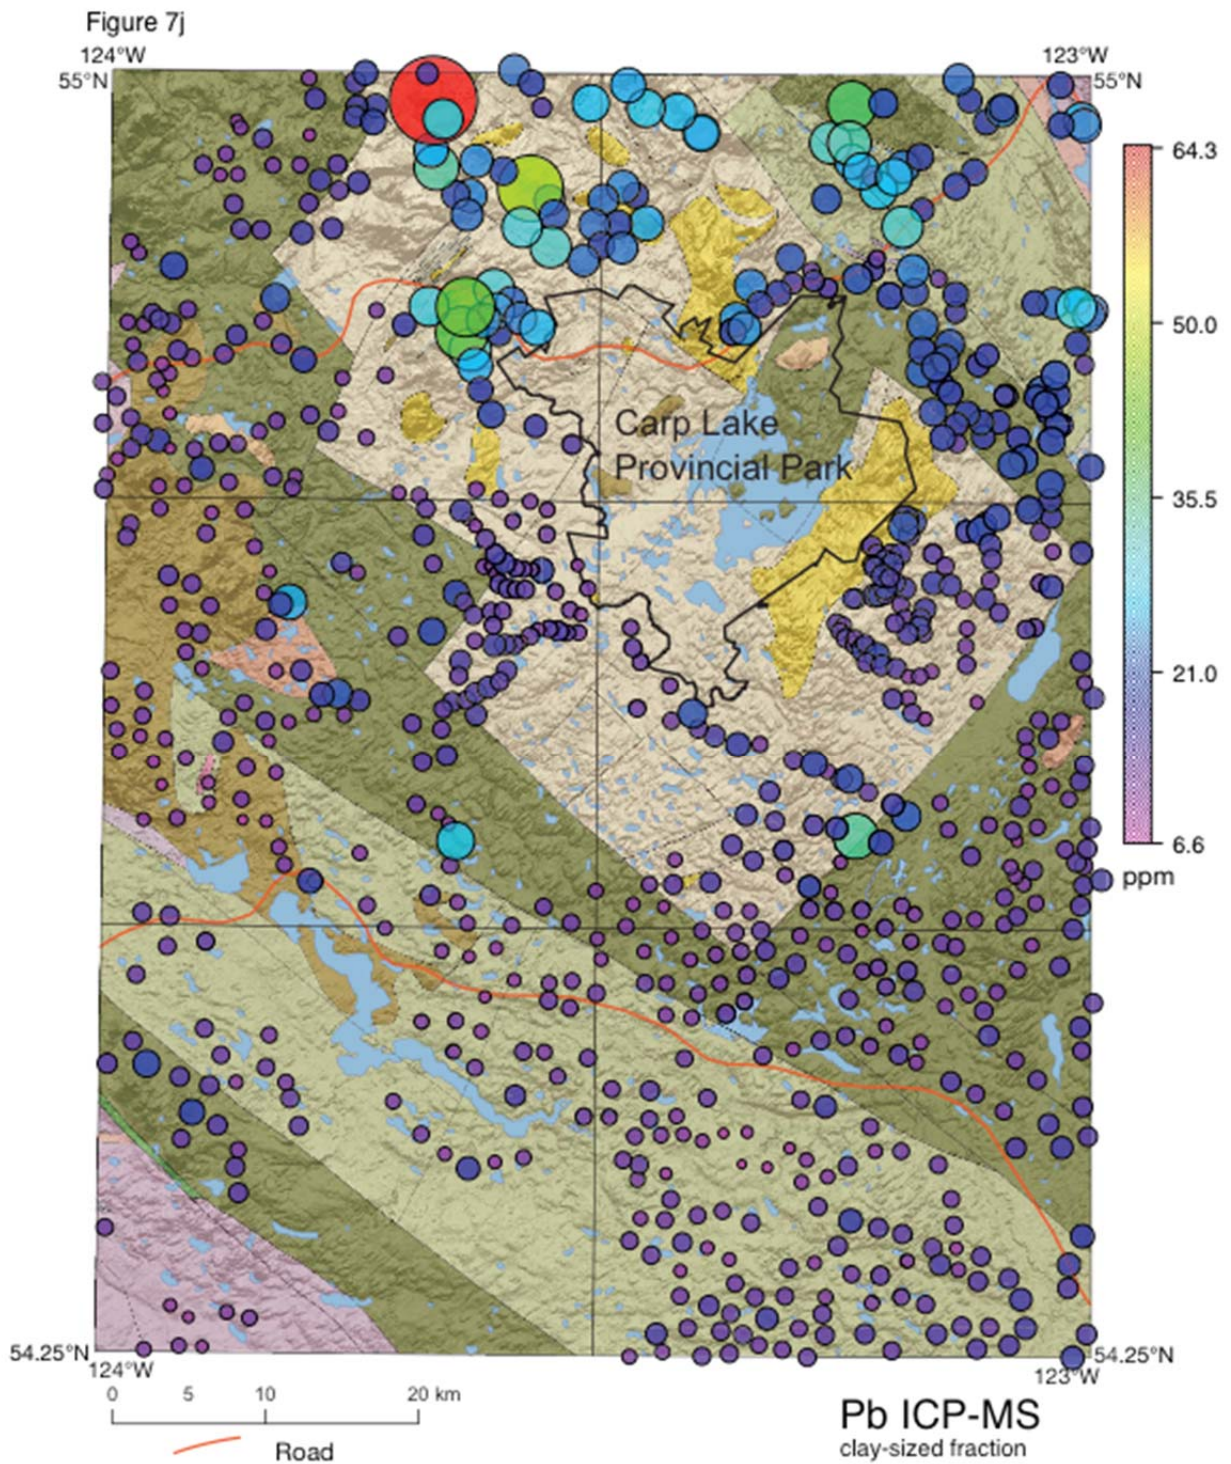 Figure 7j
124°W
123°W
55°N
55°N
64.3
50.0
Carp Lake
Provincial Park
35.5
21.0
6.6
ppm
54.25°N
54.25°N
124°W
123°W
0 5 10 20 km
Road
Pb ICP-MS
clay-sized fraction